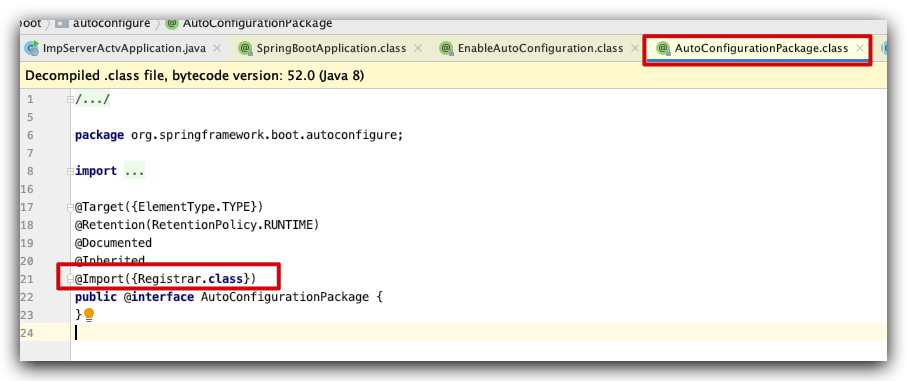 boot autoconfigure AutoConfigurationPackage
ImpServerActvApplication.java SpringBootApplication.class EnableAutoConfiguration.class AutoConfigurationPackage.class
Decompiled .class file, bytecode version: 52.0 (Java 8)
1 /.../
5
6 package org.springframework.boot.autoconfigure;
7
8 import ...
16
17 @Target({ElementType.TYPE})
18 @Retention(RetentionPolicy.RUNTIME)
19 @Documented
20 @Inherited
21 @Import({Registrar.class})
22 public @interface AutoConfigurationPackage {
23 }
24